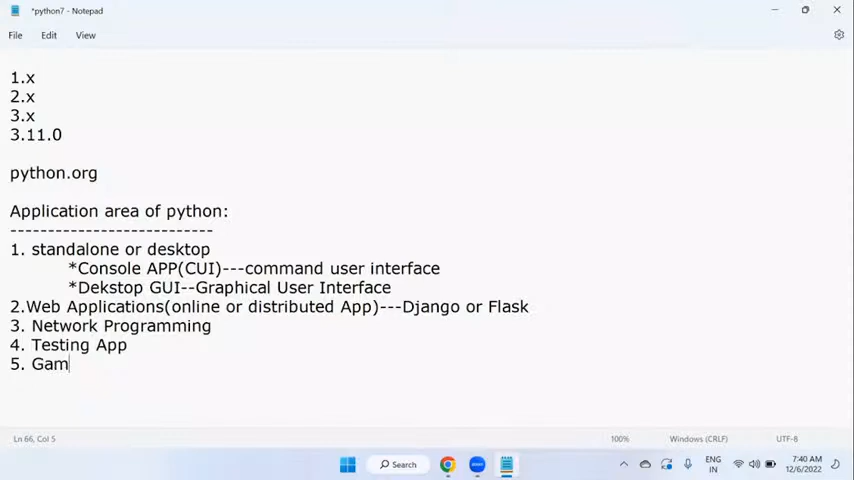 *python7 - Notepad
File Edit View
1.x
2.x
3.x
3.11.0
python.org
Application area of python:
---------------------------
1. standalone or desktop
*Console APP(CUI)---command user interface
*Dekstop GUI--Graphical User Interface
2.Web Applications(online or distributed App)---Django or Flask
3. Network Programming
4. Testing App
5. Gam
Ln 66, Col 5 100% Windows (CRLF) UTF-8
Search zoom ENG IN 7:40 AM 12/6/2022